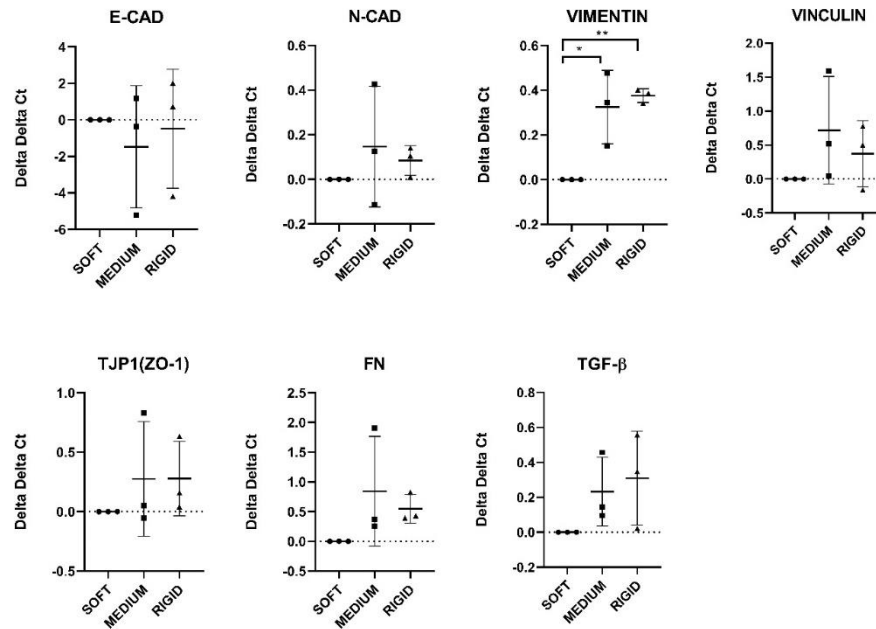 E-CAD
N-CAD
VIMENTIN
VINCULIN
Delta Delta Ct
4
2
0
-2
-4
-6
SOFT
MEDIUM
RIGID
Delta Delta Ct
0.6
0.4
0.2
0.0
-0.2
SOFT
MEDIUM
RIGID
Delta Delta Ct
0.6
0.4
0.2
0.0
-0.2
**
*
SOFT
MEDIUM
RIGID
Delta Delta Ct
2.0
1.5
1.0
0.5
0.0
-0.5
SOFT
MEDIUM
RIGID
TJP1(ZO-1)
FN
TGF-β
Delta Delta Ct
1.0
0.5
0.0
-0.5
SOFT
MEDIUM
RIGID
Delta Delta Ct
2.5
2.0
1.5
1.0
0.5
0.0
-0.5
SOFT
MEDIUM
RIGID
Delta Delta Ct
0.8
0.6
0.4
0.2
0.0
-0.2
SOFT
MEDIUM
RIGID